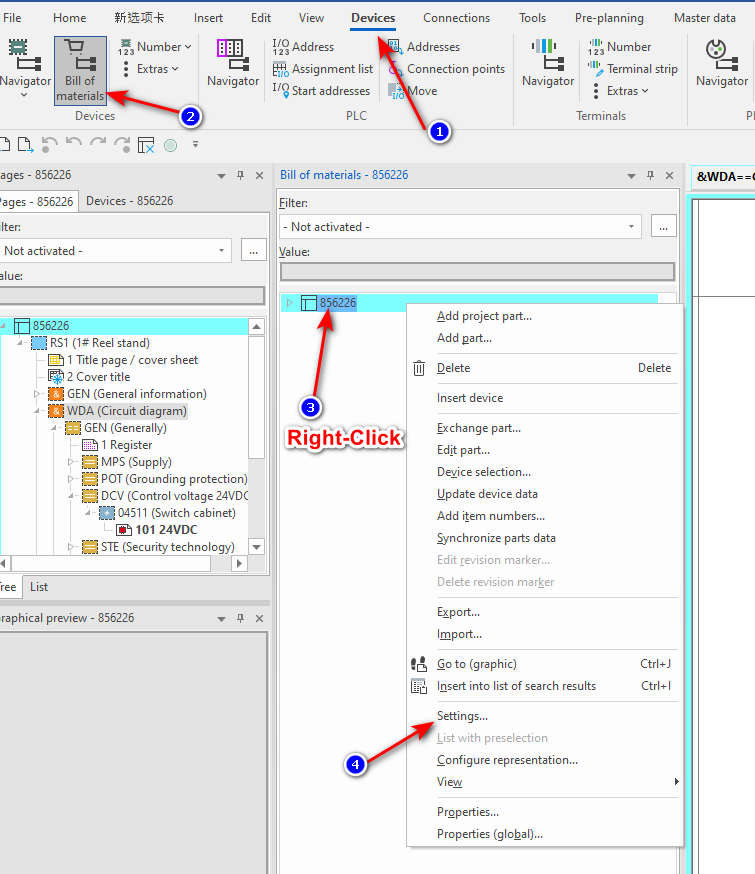 File Home 新选项卡 Insert Edit View Devices Connections Tools Pre-planning Master data
Navigator
Bill of materials
123 Number
Extras
Devices
Navigator
I/O 123 Address
Assignment list
I/O Start addresses
Addresses
Connection points
Move
PLC
Navigator
123 Number
Terminal strip
Extras
Terminals
Navigator
1
2
ages - 856226
Pages - 856226 Devices - 856226
ilter:
Not activated -
...
alue:
856226
RS1 (1# Reel stand)
1 Title page / cover sheet
2 Cover title
GEN (General information)
WDA (Circuit diagram)
GEN (Generally)
1 Register
MPS (Supply)
POT (Grounding protection)
DCV (Control voltage 24VDC
04511 (Switch cabinet)
101 24VDC
STE (Security technology)
Tree List
raphical preview - 856226
Bill of materials - 856226
Filter:
- Not activated -
...
Value:
856226
3
Right-Click
4
Add project part...
Add part...
Delete Delete
Insert device
Exchange part...
Edit part...
Device selection...
Update device data
Add item numbers...
Synchronize parts data
Edit revision marker...
Delete revision marker
Export...
Import...
Go to (graphic) Ctrl+J
Insert into list of search results Ctrl+I
Settings...
List with preselection
Configure representation...
View
Properties...
Properties (global)...